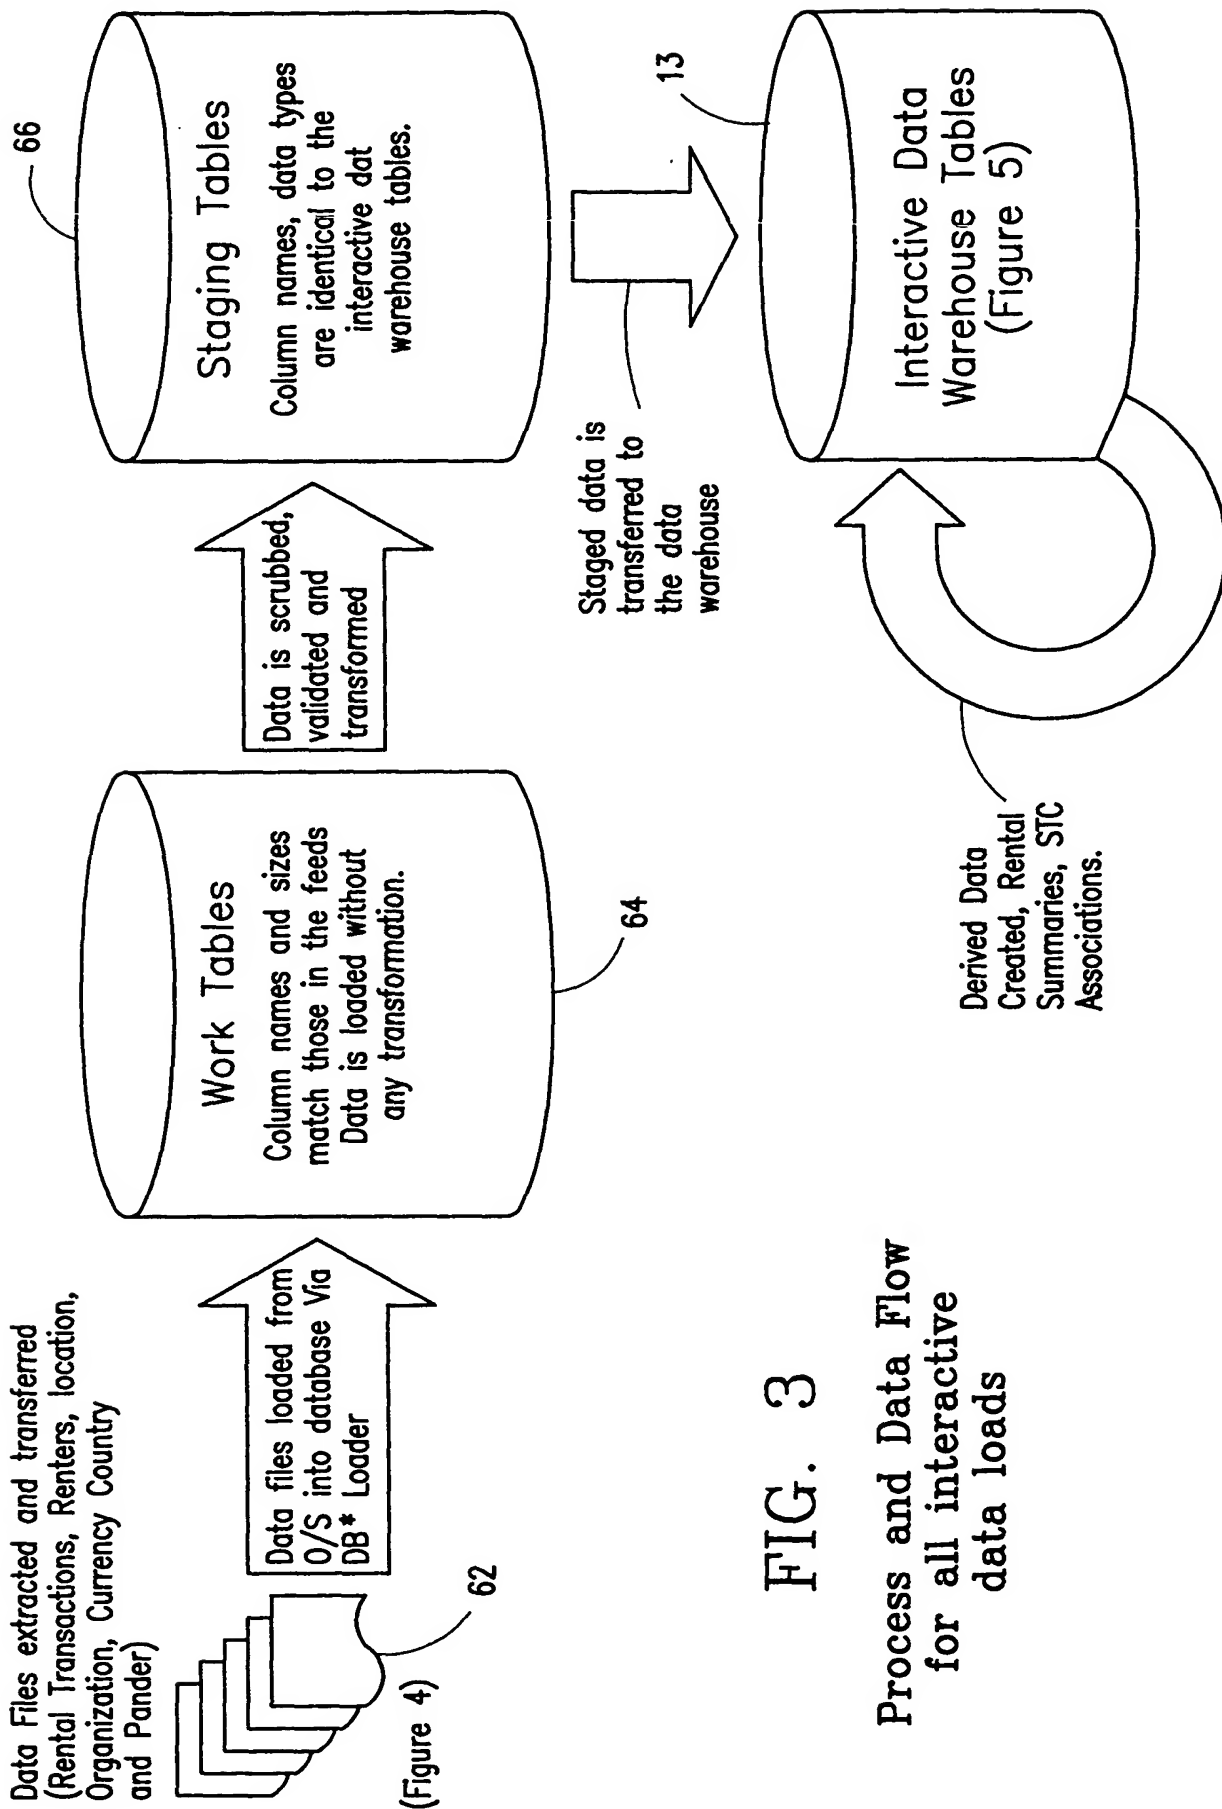 Data Files extracted and transferred
(Rental Transactions, Renters, location,
Organization, Currency Country
and Pander)
(Figure 4)
62
Data files loaded from
O/S into database Via
DB* Loader
Work Tables
Column names and sizes
match those in the feeds
Data is loaded without
any transformation.
64
Data is scrubbed,
validated and
transformed
66
Staging Tables
Column names, data types
are identical to the
interactive dat
warehouse tables.
Staged data is
transferred to
the data
warehouse
13
Interactive Data
Warehouse Tables
(Figure 5)
Derived Data
Created, Rental
Summaries, STC
Associations.
FIG. 3
Process and Data Flow
for all interactive
data loads